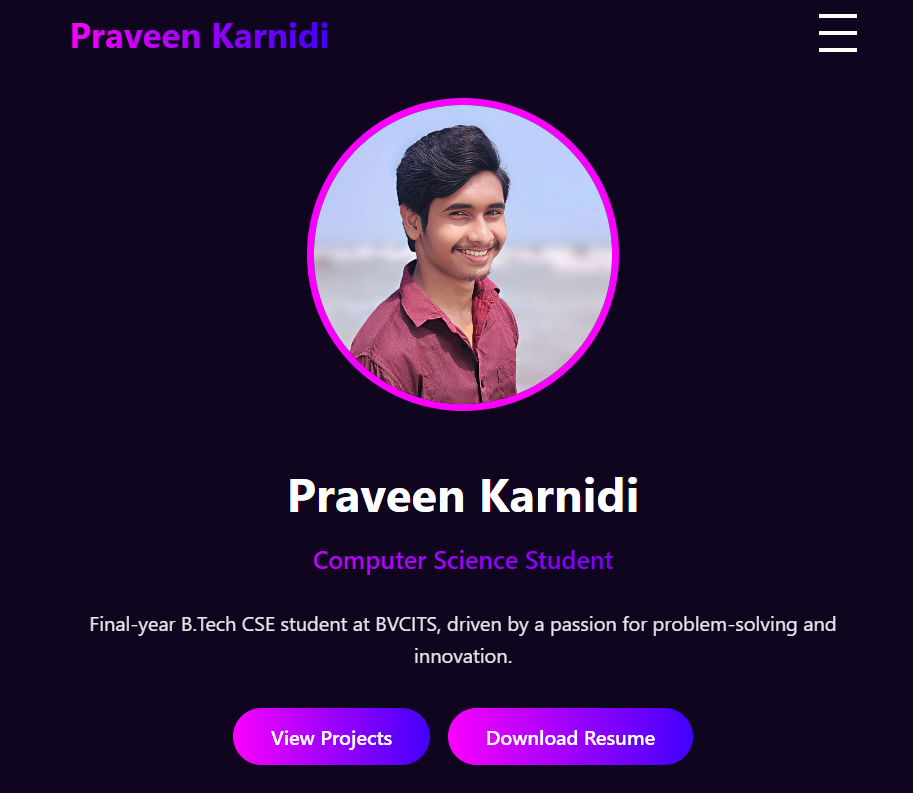 Praveen Karnidi
Praveen Karnidi
Computer Science Student
Final-year B.Tech CSE student at BVCITS, driven by a passion for problem-solving and
innovation.
View Projects
Download Resume